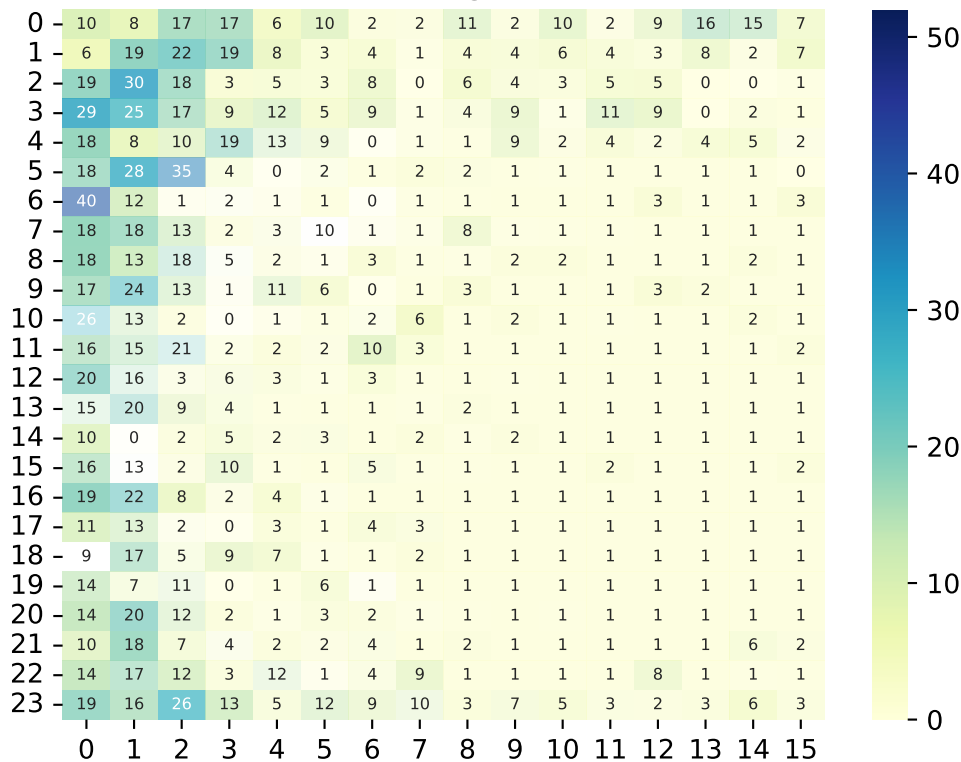 0 10 8 17 17 6 10 2 2 11 2 10 2 9 16 15 7
1 6 19 22 19 8 3 4 1 4 4 6 4 3 8 2 7
2 19 30 18 3 5 3 8 0 6 4 3 5 5 0 0 1
3 29 25 17 9 12 5 9 1 4 9 1 11 9 0 2 1
4 18 8 10 19 13 9 0 1 1 9 2 4 2 4 5 2
5 18 28 35 4 0 2 1 2 2 1 1 1 1 1 1 0
6 40 12 1 2 1 1 0 1 1 1 1 1 3 1 1 3
7 18 18 13 2 3 10 1 1 8 1 1 1 1 1 1 1
8 18 13 18 5 2 1 3 1 1 2 2 1 1 1 2 1
9 17 24 13 1 11 6 0 1 3 1 1 1 3 2 1 1
10 26 13 2 0 1 1 2 6 1 2 1 1 1 1 2 1
11 16 15 21 2 2 2 10 3 1 1 1 1 1 1 1 2
12 20 16 3 6 3 1 3 1 1 1 1 1 1 1 1 1
13 15 20 9 4 1 1 1 1 2 1 1 1 1 1 1 1
14 10 0 2 5 2 3 1 2 1 2 1 1 1 1 1 1
15 16 13 2 10 1 1 5 1 1 1 1 2 1 1 1 2
16 19 22 8 2 4 1 1 1 1 1 1 1 1 1 1 1
17 11 13 2 0 3 1 4 3 1 1 1 1 1 1 1 1
18 9 17 5 9 7 1 1 2 1 1 1 1 1 1 1 1
19 14 7 11 0 1 6 1 1 1 1 1 1 1 1 1 1
20 14 20 12 2 1 3 2 1 1 1 1 1 1 1 1 1
21 10 18 7 4 2 2 4 1 2 1 1 1 1 1 6 2
22 14 17 12 3 12 1 4 9 1 1 1 1 8 1 1 1
23 19 16 26 13 5 12 9 10 3 7 5 3 2 3 6 3
0 1 2 3 4 5 6 7 8 9 10 11 12 13 14 15
50
40
30
20
10
0